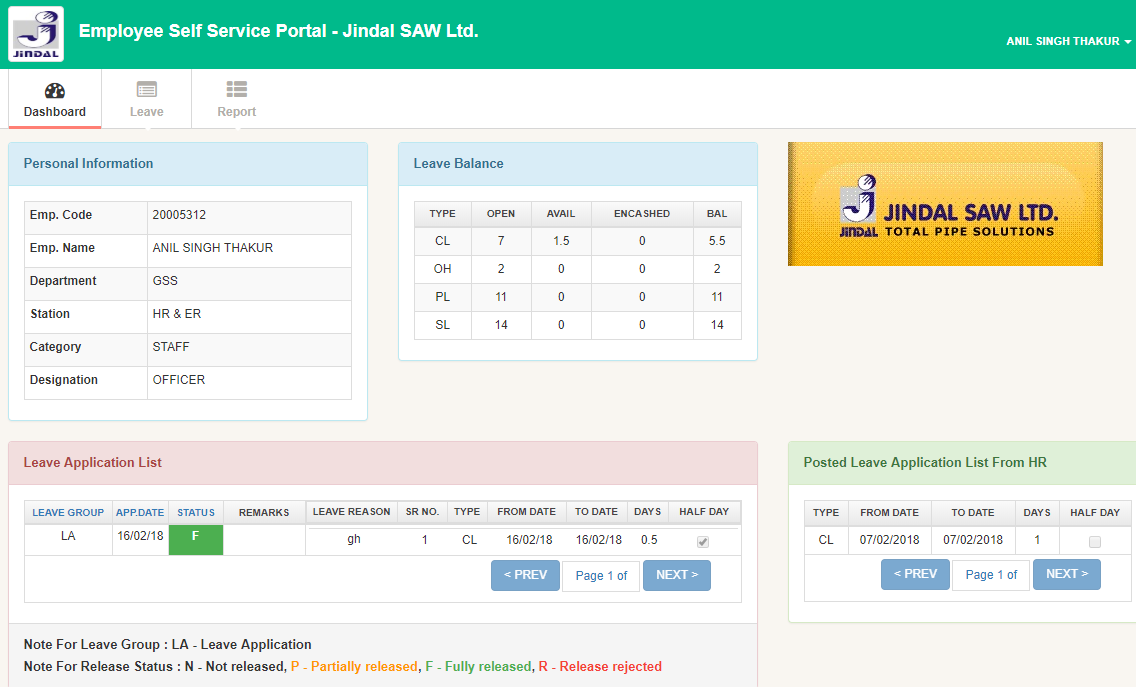 JINDAL
Employee Self Service Portal - Jindal SAW Ltd.
ANIL SINGH THAKUR
Dashboard
Leave
Report
Personal Information
Emp. Code 20005312
Emp. Name ANIL SINGH THAKUR
Department GSS
Station HR & ER
Category STAFF
Designation OFFICER
Leave Balance
TYPE OPEN AVAIL ENCASHED BAL
CL 7 1.5 0 5.5
OH 2 0 0 2
PL 11 0 0 11
SL 14 0 0 14
JINDAL SAW LTD.
JINDAL TOTAL PIPE SOLUTIONS
Leave Application List
LEAVE GROUP APP.DATE STATUS REMARKS LEAVE REASON SR NO. TYPE FROM DATE TO DATE DAYS HALF DAY
LA 16/02/18 F gh 1 CL 16/02/18 16/02/18 0.5
< PREV Page 1 of NEXT >
Note For Leave Group : LA - Leave Application
Note For Release Status : N - Not released, P - Partially released, F - Fully released, R - Release rejected
Posted Leave Application List From HR
TYPE FROM DATE TO DATE DAYS HALF DAY
CL 07/02/2018 07/02/2018 1
< PREV Page 1 of NEXT >